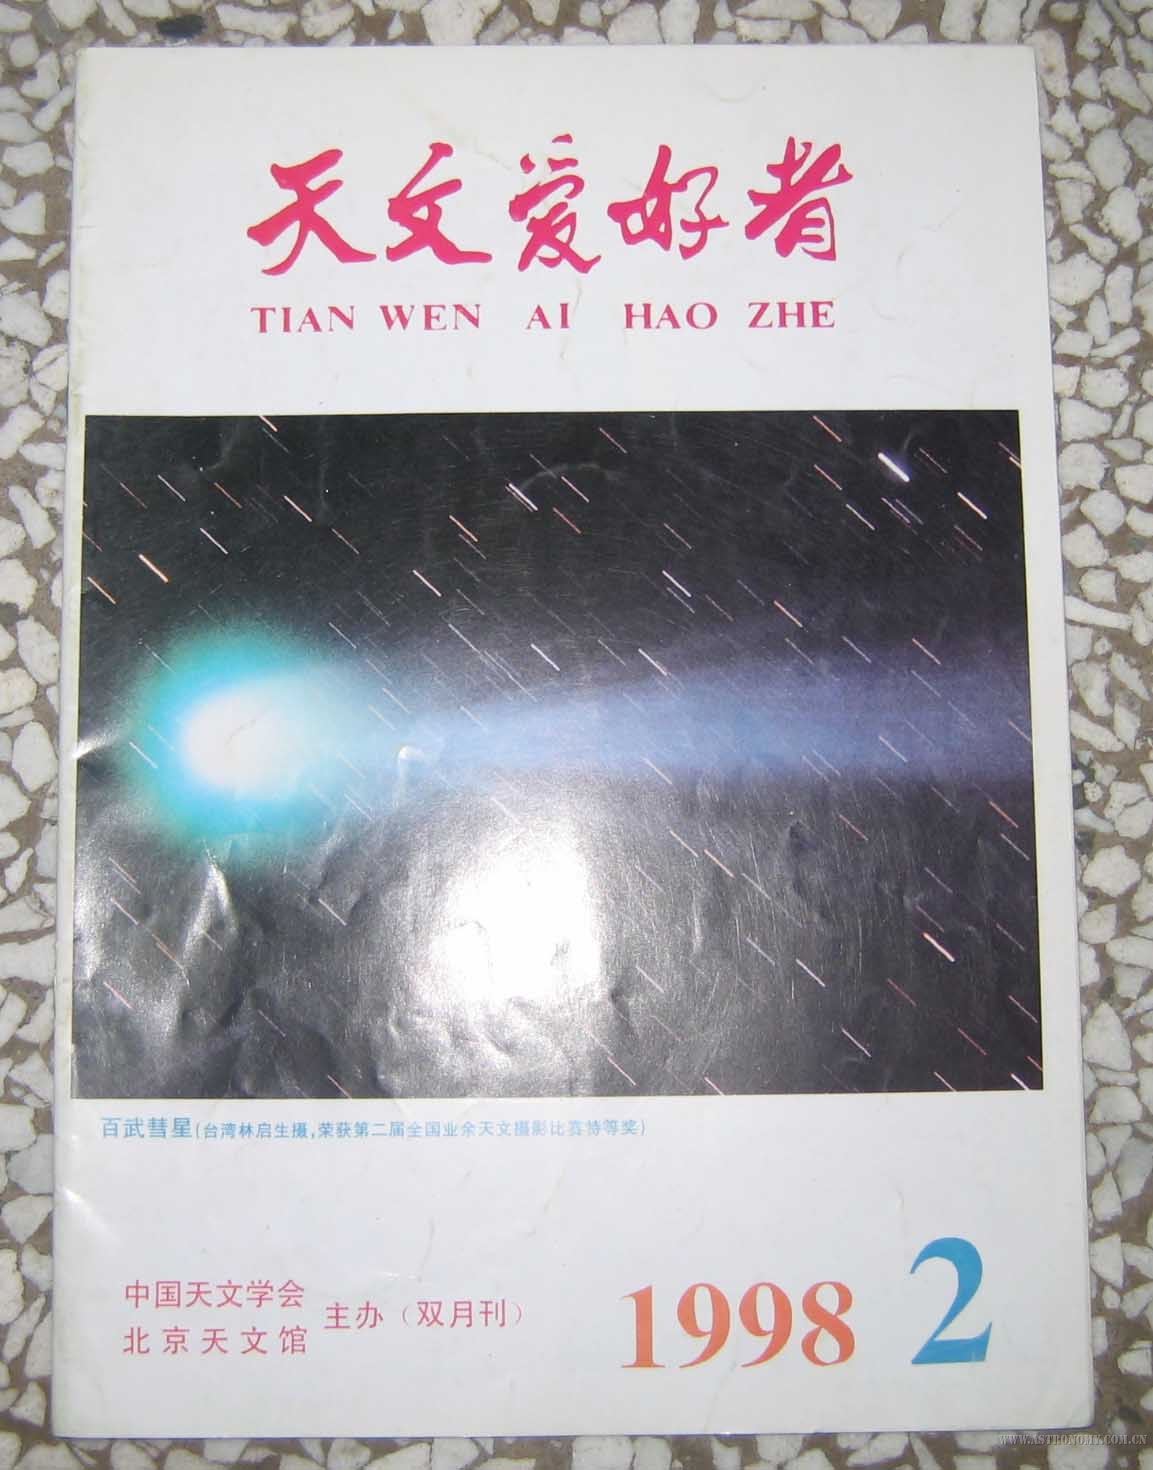 天文爱好者
TIAN WEN AI HAO ZHE
百武彗星(台湾林启生摄,荣获第二届全国业余天文摄影比赛特等奖)
中国天文学会
北京天文馆
主办（双月刊）
1998 2
WWW.ASTRONOMY.COM.CN